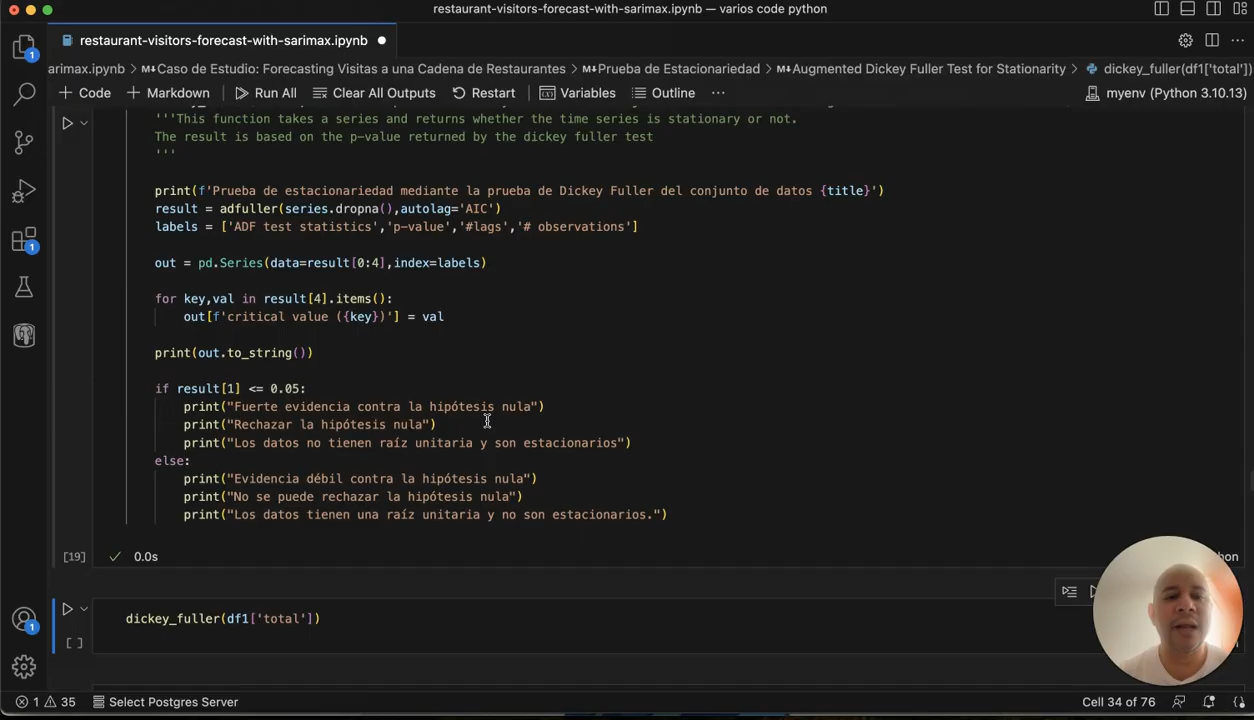 restaurant-visitors-forecast-with-sarimax.ipynb — varios code python
restaurant-visitors-forecast-with-sarimax.ipynb
arimax.ipynb > M↓Caso de Estudio: Forecasting Visitas a una Cadena de Restaurantes > M↓Prueba de Estacionariedad > M↓Augmented Dickey Fuller Test for Stationarity > dickey_fuller(df1['total'])
+ Code + Markdown Run All Clear All Outputs Restart Variables Outline ··· myenv (Python 3.10.13)
'''This function takes a series and returns whether the time series is stationary or not.
The result is based on the p-value returned by the dickey fuller test
'''
print(f'Prueba de estacionariedad mediante la prueba de Dickey Fuller del conjunto de datos {title}')
result = adfuller(series.dropna(),autolag='AIC')
labels = ['ADF test statistics','p-value','#lags','# observations']
out = pd.Series(data=result[0:4],index=labels)
for key,val in result[4].items():
out[f'critical value ({key})'] = val
print(out.to_string())
if result[1] <= 0.05:
print("Fuerte evidencia contra la hipótesis nula")
print("Rechazar la hipótesis nula")
print("Los datos no tienen raíz unitaria y son estacionarios")
else:
print("Evidencia débil contra la hipótesis nula")
print("No se puede rechazar la hipótesis nula")
print("Los datos tienen una raíz unitaria y no son estacionarios.")
[19] 0.0s hon
dickey_fuller(df1['total'])
[ ]
1 35 Select Postgres Server Cell 34 of 76
1
1
1